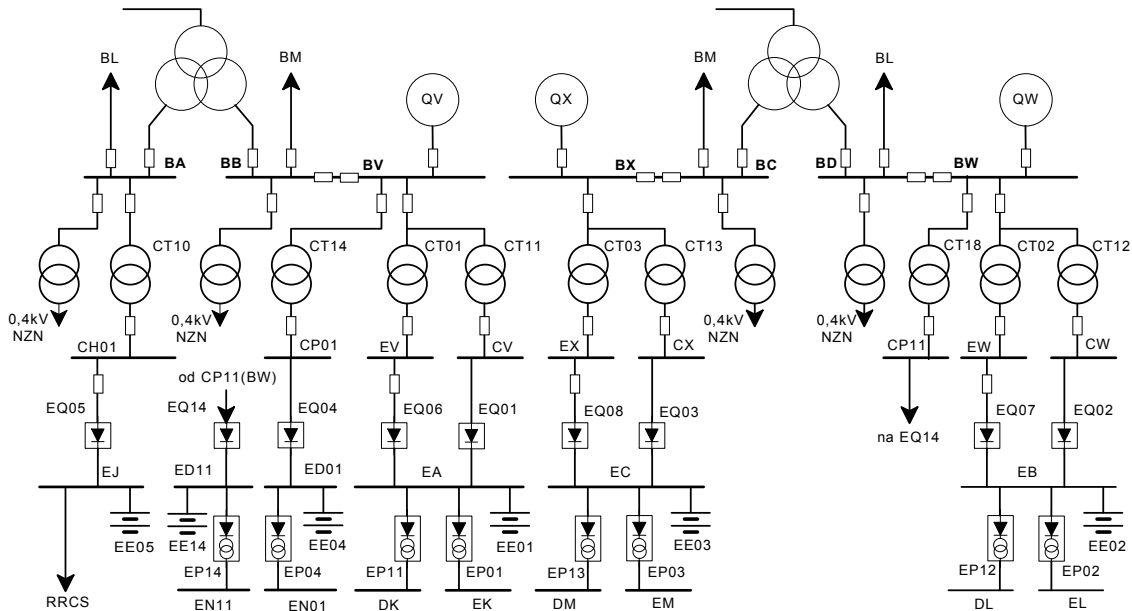 BL
BM
BM
BL
QV
QX
QW
BA
BB
BV
BX
BC
BD
BW
CT10
CT14
CT01
CT11
CT03
CT13
CT18
CT02
CT12
0,4kV
NZN
0,4kV
NZN
0,4kV
NZN
0,4kV
NZN
CH01
CP01
EV
CV
EX
CX
CP11
EW
CW
od CP11(BW)
EQ05
EQ14
EQ04
EQ06
EQ01
EQ08
EQ03
na EQ14
EQ07
EQ02
EJ
ED11
ED01
EA
EC
EB
EE05
EE14
EE04
EE01
EE03
EE02
EP14
EP04
EP11
EP01
EP13
EP03
EP12
EP02
RRCS
EN11
EN01
DK
EK
DM
EM
DL
EL